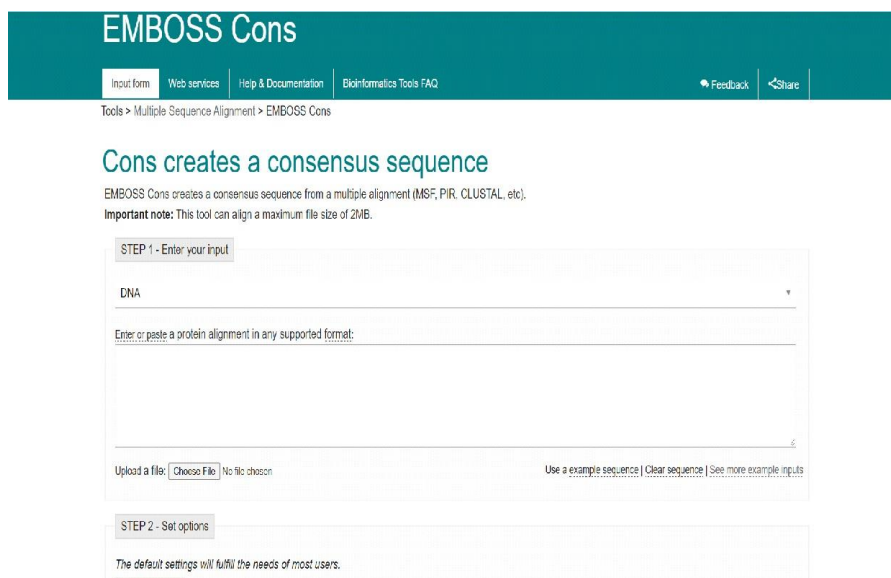 EMBOSS Cons
Input form Web services Help & Documentation Bioinformatics Tools FAQ Feedback Share
Tools > Multiple Sequence Alignment > EMBOSS Cons
Cons creates a consensus sequence
EMBOSS Cons creates a consensus sequence from a multiple alignment (MSF, PIR, CLUSTAL, etc).
Important note: This tool can align a maximum file size of 2MB.
STEP 1 - Enter your input
DNA
Enter or paste a protein alignment in any supported format:
Upload a file: Choose File No file chosen Use a example sequence | Clear sequence | See more example inputs
STEP 2 - Set options
The default settings will fulfill the needs of most users.